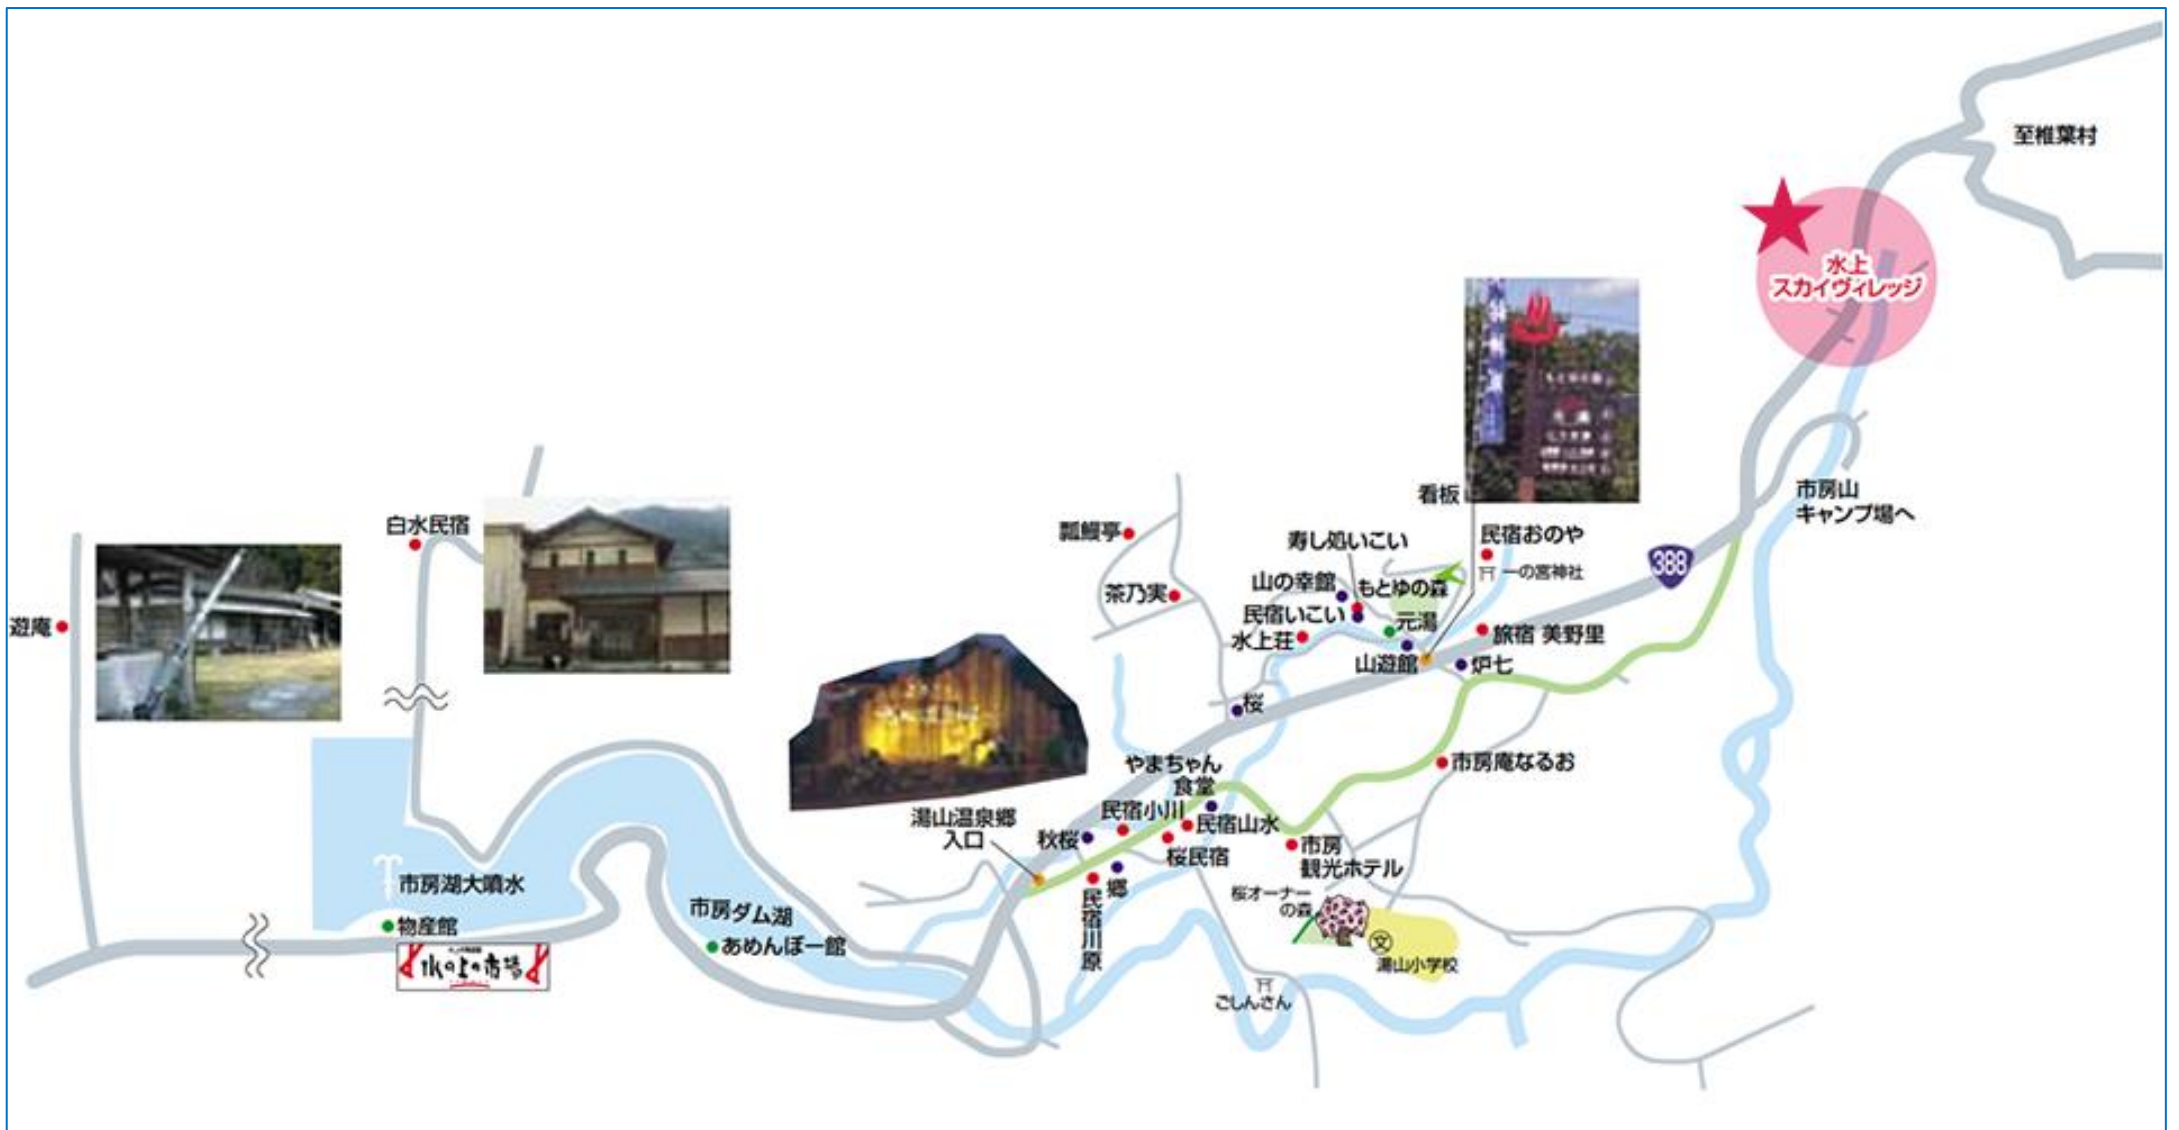 至椎葉村
水上
スカイヴィレッジ
388
市房山
キャンプ場へ
看板
民宿おのや
一の宮神社
寿し処いこい
山の幸館
もとゆの森
民宿いこい
元湯
水上荘
山遊館
旅宿 美野里
炉七
瓢鰻亭
茶乃実
桜
白水民宿
遊庵
市房庵なるお
やまちゃん
食堂
湯山温泉郷
入口
民宿小川
秋桜
民宿山水
桜民宿
市房
観光ホテル
郷
民宿川原
桜オーナー
の森
文
湯山小学校
ごしんさん
市房湖大噴水
物産館
水の上の市場
市房ダム湖
あめんぼー館